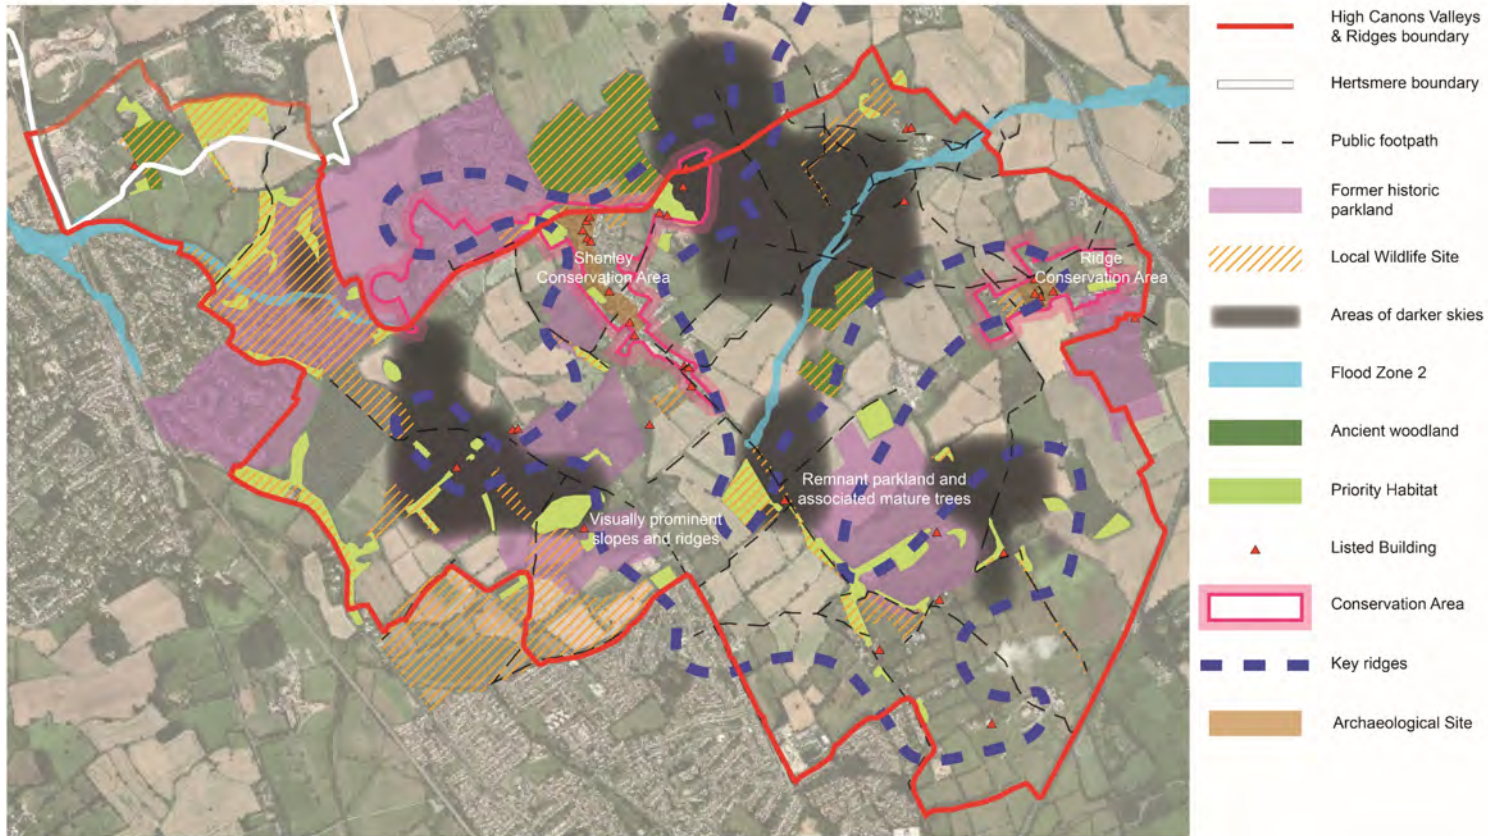 High Canons Valleys
& Ridges boundary
Hertsmere boundary
Public footpath
Former historic
parkland
Local Wildlife Site
Areas of darker skies
Flood Zone 2
Ancient woodland
Priority Habitat
Listed Building
Conservation Area
Key ridges
Archaeological Site
Shenley
Conservation Area
Ridge
Conservation Area
Remnant parkland and
associated mature trees
Visually prominent
slopes and ridges